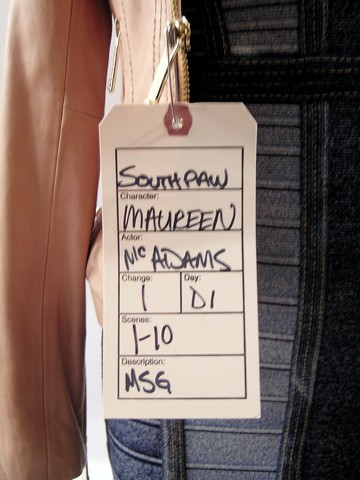 SOUTHPAW
Character:
MAUREEN
Actor:
McADAMS
Change: Day:
1 D1
Scenes:
1-10
Description:
MSG